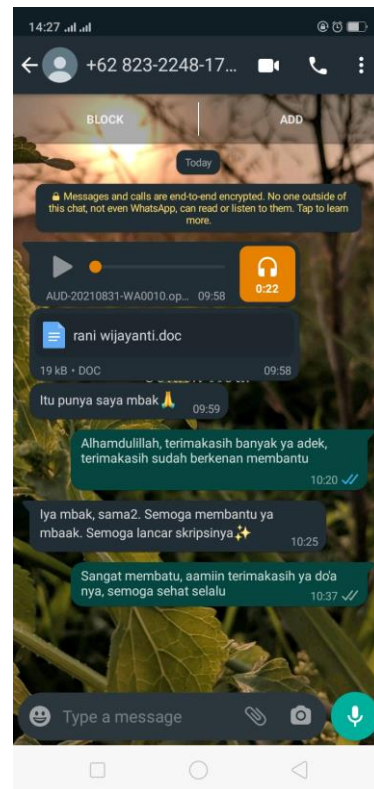 14:27
+62 823-2248-17...
BLOCK
ADD
Today
Messages and calls are end-to-end encrypted. No one outside of
this chat, not even WhatsApp, can read or listen to them. Tap to learn
more.
0:22
AUD-20210831-WA0010.op... 09:58
rani wijayanti.doc
19 kB • DOC 09:58
Itu punya saya mbak🙏
09:59
Alhamdulillah, terimakasih banyak ya adek,
terimakasih sudah berkenan membantu
10:20
Iya mbak, sama2. Semoga membantu ya
mbaak. Semoga lancar skripsinya✨
10:25
Sangat membatu, aamiin terimakasih ya do'a
nya, semoga sehat selalu
10:37
Type a message